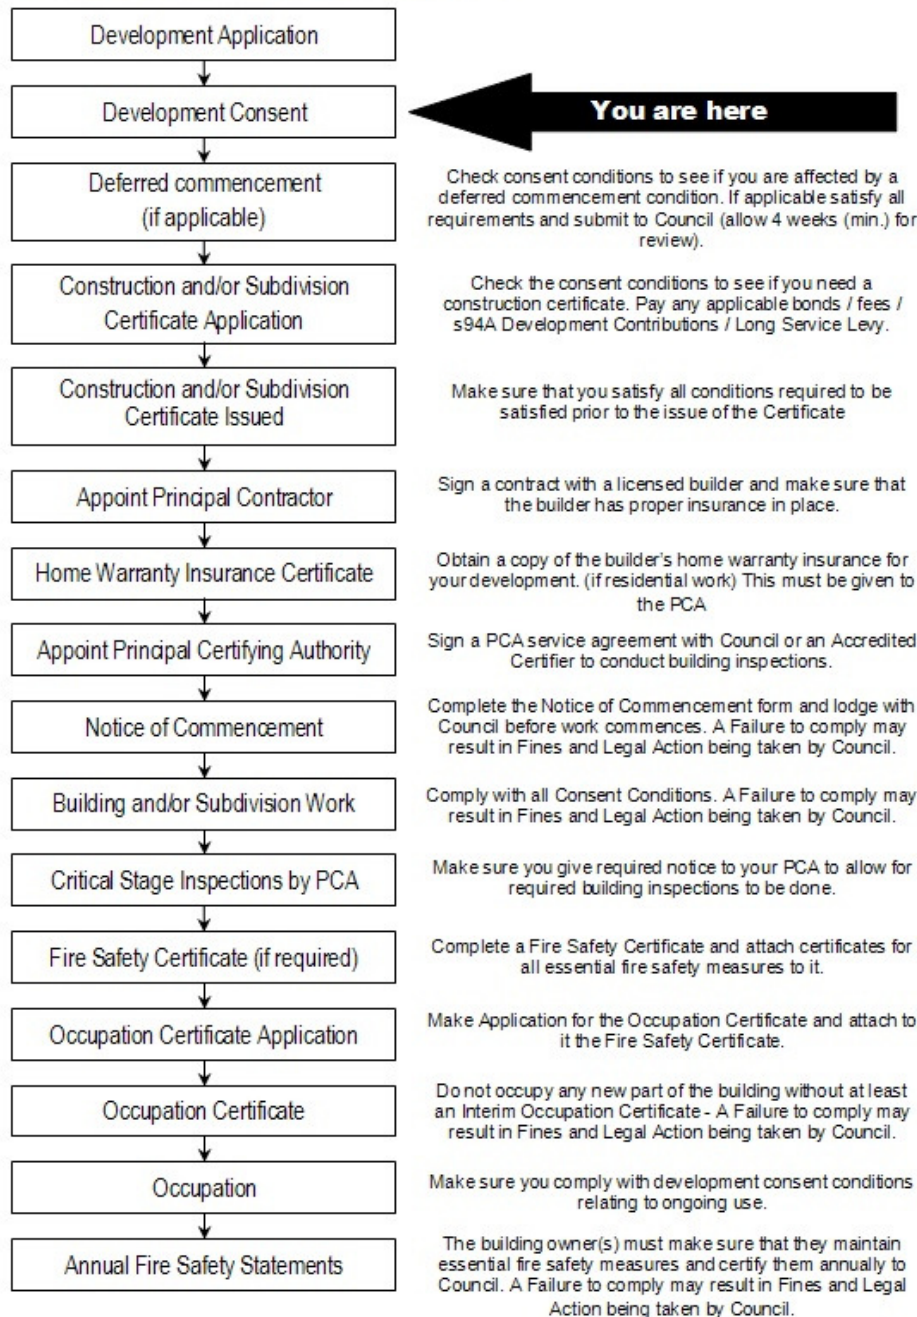 Development Application
Development Consent
You are here
Deferred commencement
(if applicable)
Check consent conditions to see if you are affected by a
deferred commencement condition. If applicable satisfy all
requirements and submit to Council (allow 4 weeks (min.) for
review).
Construction and/or Subdivision
Certificate Application
Check the consent conditions to see if you need a
construction certificate. Pay any applicable bonds / fees /
s94A Development Contributions / Long Service Levy.
Construction and/or Subdivision
Certificate Issued
Make sure that you satisfy all conditions required to be
satisfied prior to the issue of the Certificate
Appoint Principal Contractor
Sign a contract with a licensed builder and make sure that
the builder has proper insurance in place.
Home Warranty Insurance Certificate
Obtain a copy of the builder's home warranty insurance for
your development. (if residential work) This must be given to
the PCA
Appoint Principal Certifying Authority
Sign a PCA service agreement with Council or an Accredited
Certifier to conduct building inspections.
Notice of Commencement
Complete the Notice of Commencement form and lodge with
Council before work commences. A Failure to comply may
result in Fines and Legal Action being taken by Council.
Building and/or Subdivision Work
Comply with all Consent Conditions. A Failure to comply may
result in Fines and Legal Action being taken by Council.
Critical Stage Inspections by PCA
Make sure you give required notice to your PCA to allow for
required building inspections to be done.
Fire Safety Certificate (if required)
Complete a Fire Safety Certificate and attach certificates for
all essential fire safety measures to it.
Occupation Certificate Application
Make Application for the Occupation Certificate and attach to
it the Fire Safety Certificate.
Occupation Certificate
Do not occupy any new part of the building without at least
an Interim Occupation Certificate - A Failure to comply may
result in Fines and Legal Action being taken by Council.
Occupation
Make sure you comply with development consent conditions
relating to ongoing use.
Annual Fire Safety Statements
The building owner(s) must make sure that they maintain
essential fire safety measures and certify them annually to
Council. A Failure to comply may result in Fines and Legal
Action being taken by Council.